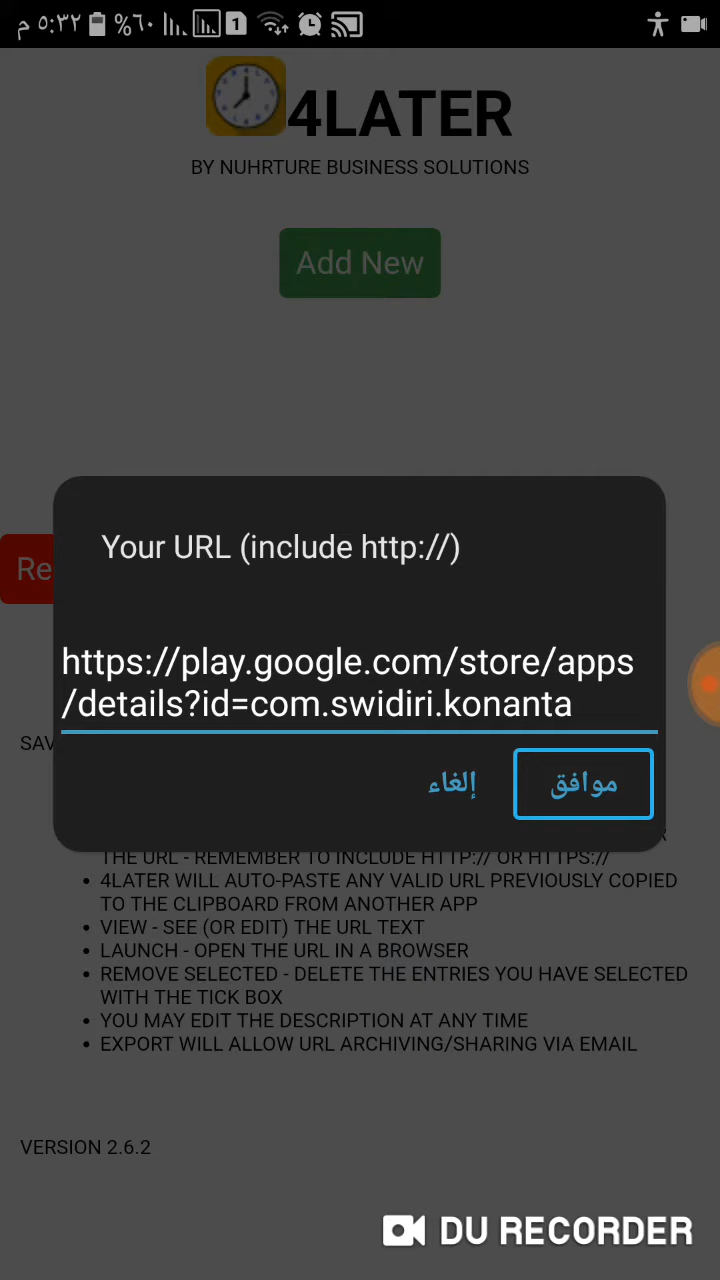 م ٥:٣٢ %٦٠ 1
4LATER
BY NUHRTURE BUSINESS SOLUTIONS
Add New
Your URL (include http://)
Re
https://play.google.com/store/apps
/details?id=com.swidiri.konanta
SAV
إلغاء موافق
THE URL - REMEMBER TO INCLUDE HTTP:// OR HTTPS://
• 4LATER WILL AUTO-PASTE ANY VALID URL PREVIOUSLY COPIED
TO THE CLIPBOARD FROM ANOTHER APP
• VIEW - SEE (OR EDIT) THE URL TEXT
• LAUNCH - OPEN THE URL IN A BROWSER
• REMOVE SELECTED - DELETE THE ENTRIES YOU HAVE SELECTED
WITH THE TICK BOX
• YOU MAY EDIT THE DESCRIPTION AT ANY TIME
• EXPORT WILL ALLOW URL ARCHIVING/SHARING VIA EMAIL
VERSION 2.6.2
DU RECORDER